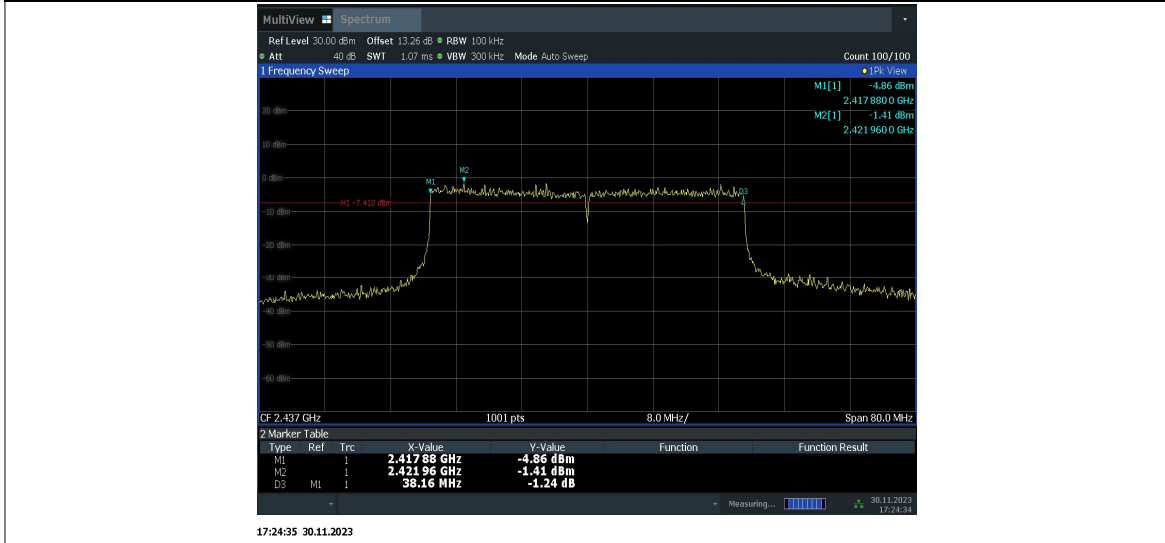 MultiView Spectrum
Ref Level 30.00 dBm Offset 13.26 dB RBW 100 kHz
Att 40 dB SWT 1.07 ms VBW 300 kHz Mode Auto Sweep Count 100/100
1 Frequency Sweep 1Pk View
M1[1] -4.86 dBm
2.417 880 0 GHz
M2[1] -1.41 dBm
2.421 960 0 GHz
20 dBm
10 dBm
M2
0 dBm
M1
D3
H1 -7.410 dBm
-10 dBm
-20 dBm
-30 dBm
-40 dBm
-50 dBm
-60 dBm
CF 2.437 GHz 1001 pts 8.0 MHz/ Span 80.0 MHz
2 Marker Table
Type Ref Trc X-Value Y-Value Function Function Result
M1 1 2.417 88 GHz -4.86 dBm
M2 1 2.421 96 GHz -1.41 dBm
D3 M1 1 38.16 MHz -1.24 dB
Measuring... 30.11.2023
17:24:34
17:24:35 30.11.2023